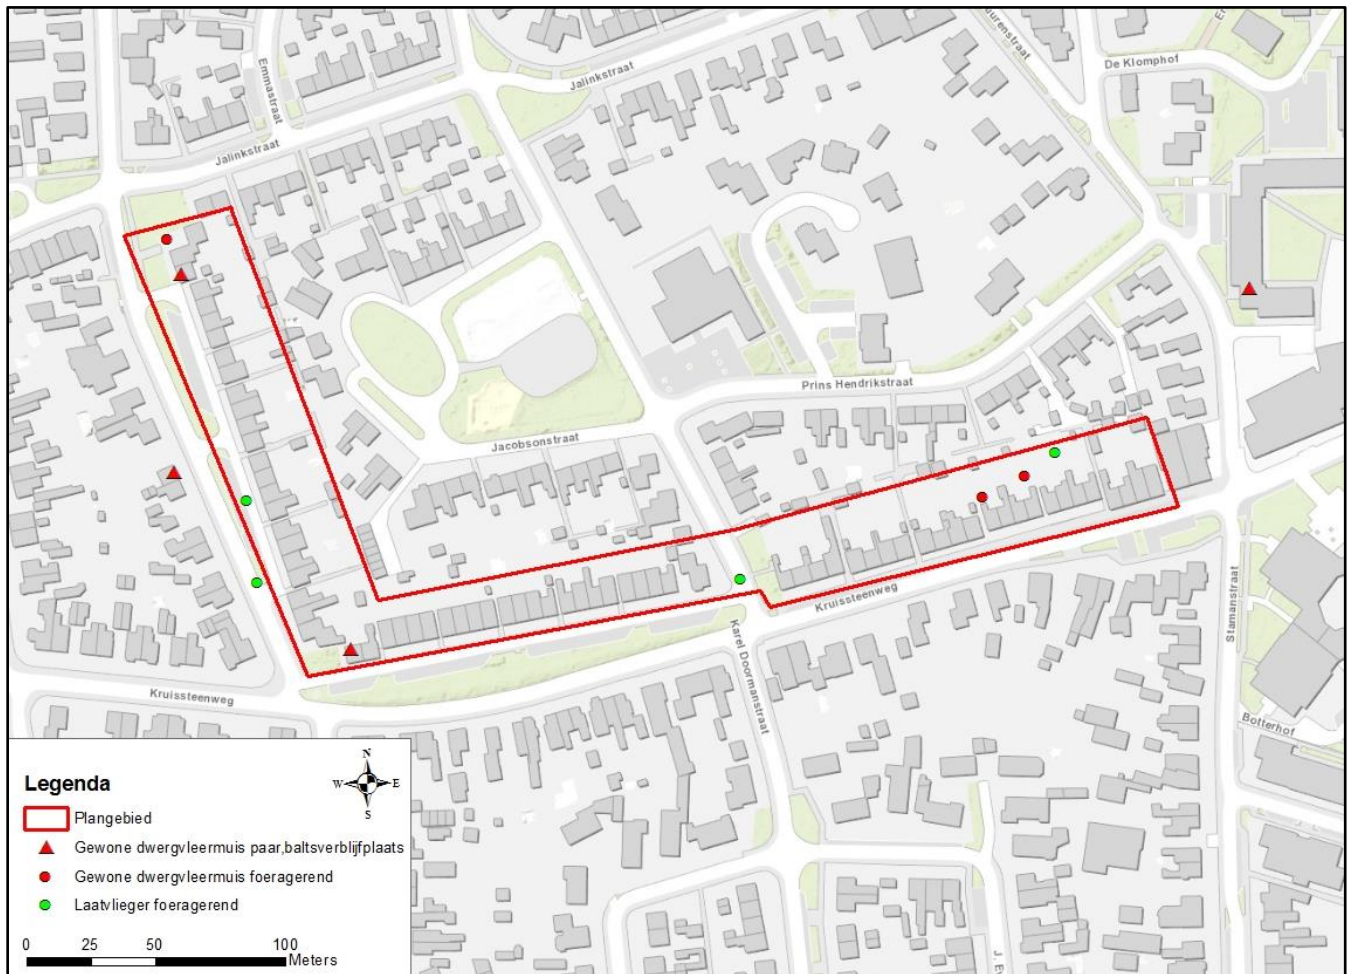 De Klomphof
Jalinkstraat
Emmastraat
Jalinkstraat
Prins Hendrikstraat
Jacobsonstraat
Kruissteenweg
Stamanstraat
Karel Doormanstraat
Kruissteenweg
Botterhof
Legenda
N
W E
S
Plangebied
Gewone dwergvleermuis paar,baltsverblijfplaats
Gewone dwergvleermuis foeragerend
Laatvlieger foeragerend
0 25 50 100
Meters